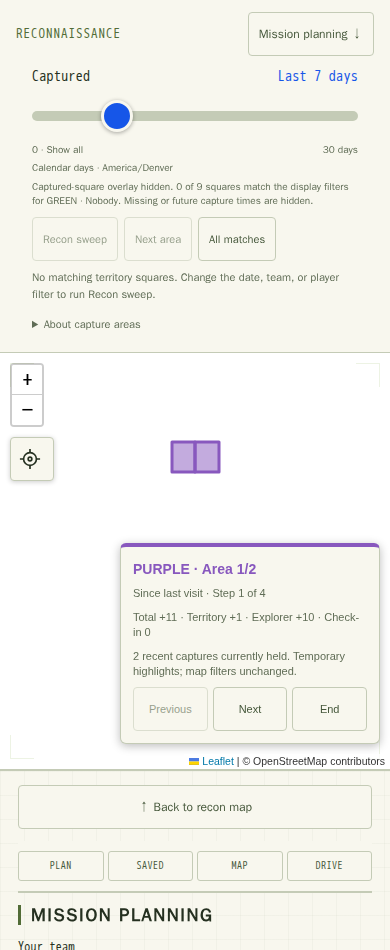 RECONNAISSANCE
Mission planning ↓
Captured
Last 7 days
0 · Show all
30 days
Calendar days · America/Denver
Captured-square overlay hidden. 0 of 9 squares match the display filters
for GREEN · Nobody. Missing or future capture times are hidden.
Recon sweep
Next area
All matches
No matching territory squares. Change the date, team, or player
filter to run Recon sweep.
▶ About capture areas
+
−
PURPLE · Area 1/2
Since last visit · Step 1 of 4
Total +11 · Territory +1 · Explorer +10 · Check-
in 0
2 recent captures currently held. Temporary
highlights; map filters unchanged.
Previous
Next
End
Leaflet | © OpenStreetMap contributors
↑ Back to recon map
PLAN
SAVED
MAP
DRIVE
MISSION PLANNING
Your team